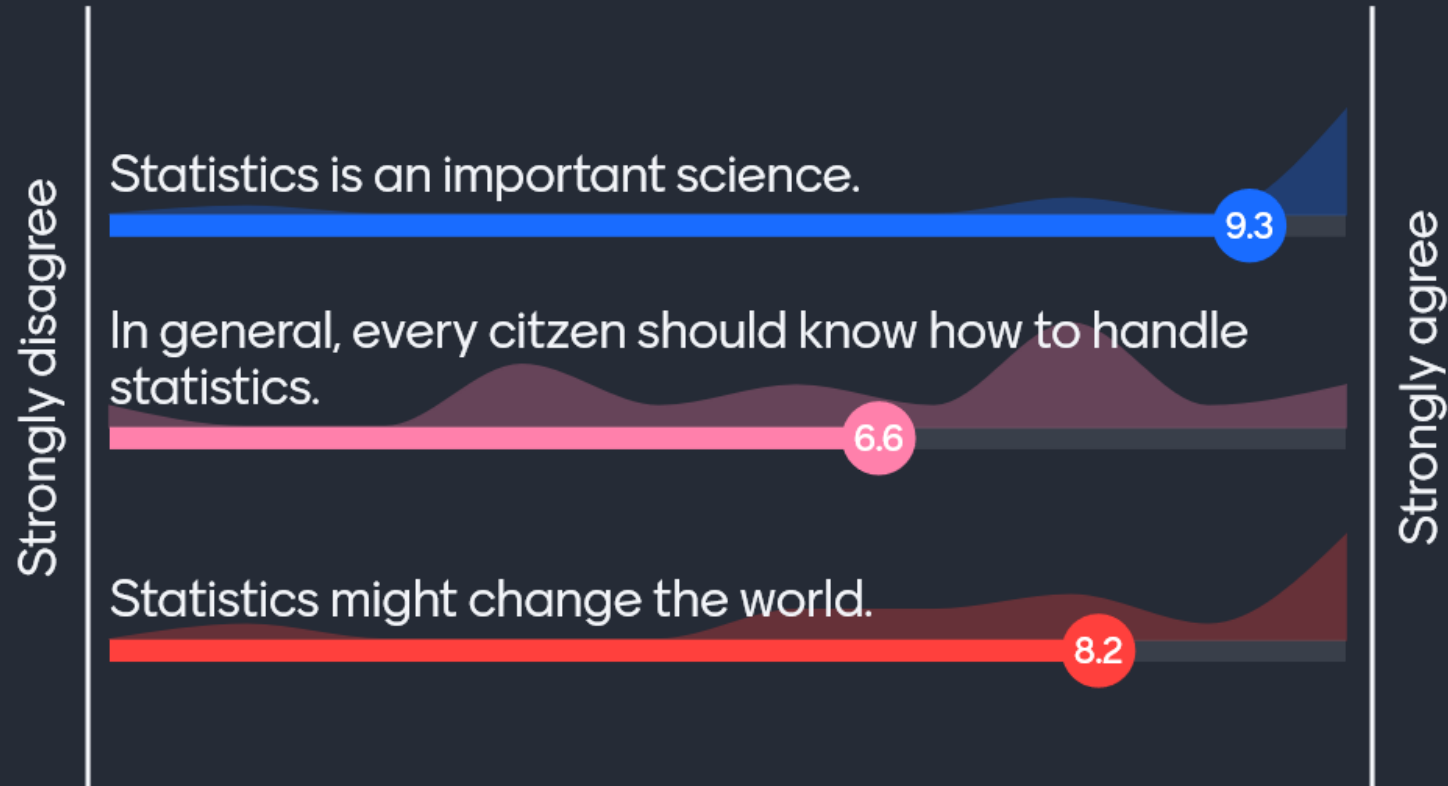 Strongly disagree
Statistics is an important science.
9.3
In general, every citzen should know how to handle
statistics.
6.6
Statistics might change the world.
8.2
Strongly agree